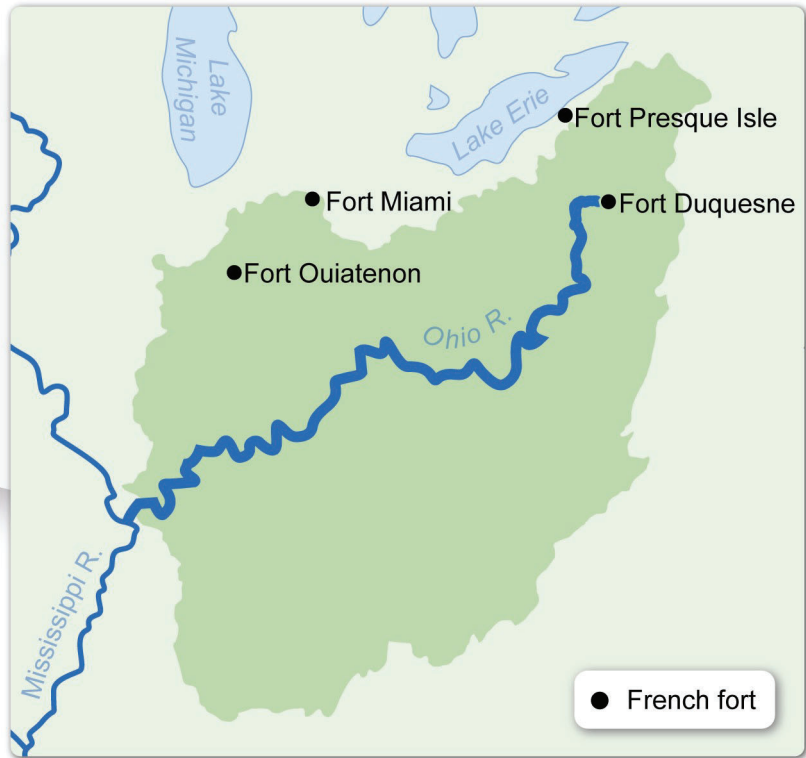 Lake
Michigan
Lake Erie
Fort Presque Isle
Fort Miami
Fort Duquesne
Fort Ouiatenon
Ohio R.
Mississippi R.
French fort